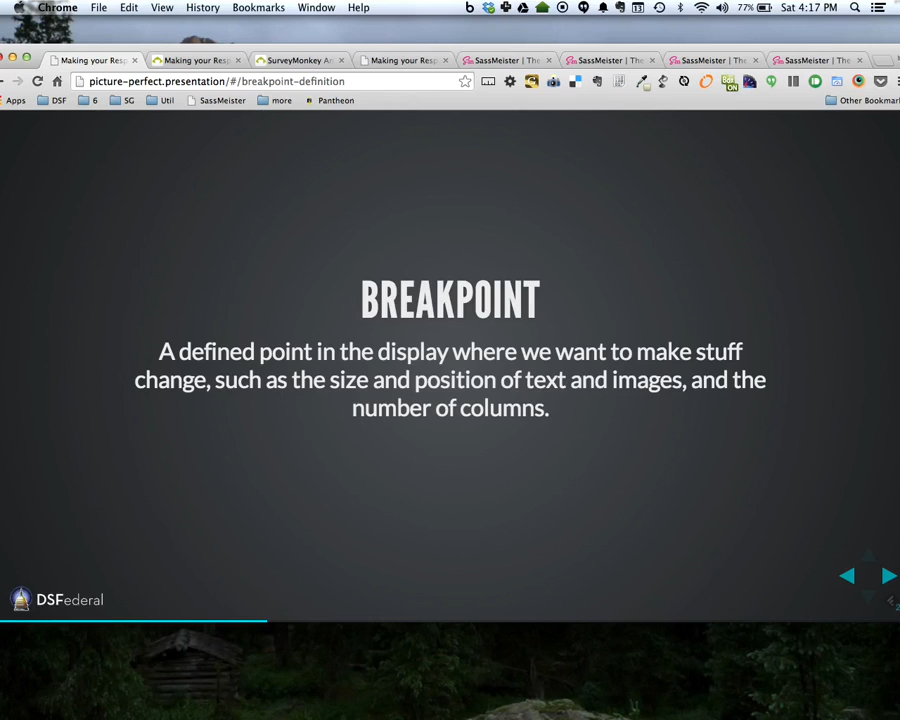 Chrome File Edit View History Bookmarks Window Help 13 77% Sat 4:17 PM
Making your Resp Making your Resp SurveyMonkey An Making your Resp SassMeister | The SassMeister | The SassMeister | The SassMeister | The
picture-perfect.presentation/#/breakpoint-definition
Apps DSF 6 SG Util SassMeister more Pantheon Other Bookmar
BREAKPOINT
A defined point in the display where we want to make stuff
change, such as the size and position of text and images, and the
number of columns.
DSFederal